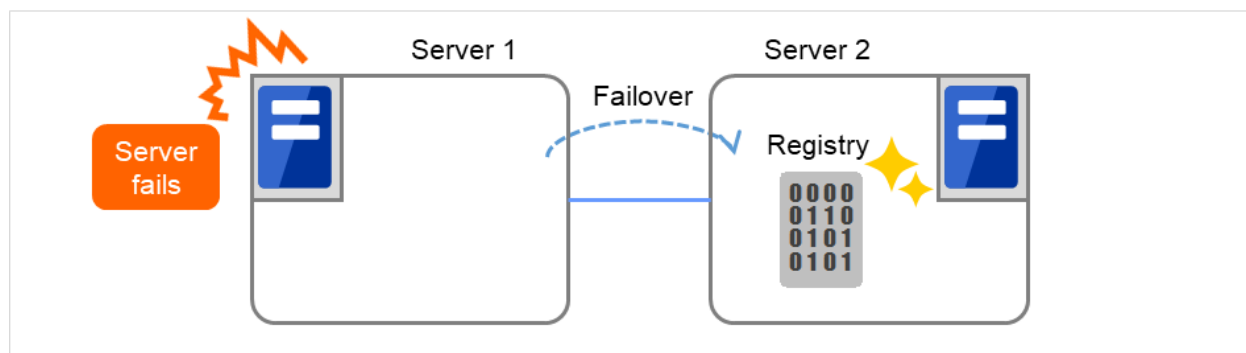 Server 1
Server 2
Failover
Server
fails
Registry
0000
0110
0101
0101